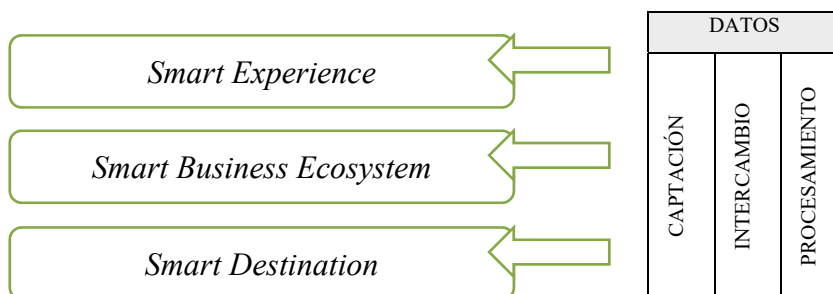 DATOS
Smart Experience
Smart Business Ecosystem
Smart Destination
CAPTACIÓN
INTERCAMBIO
PROCESAMIENTO